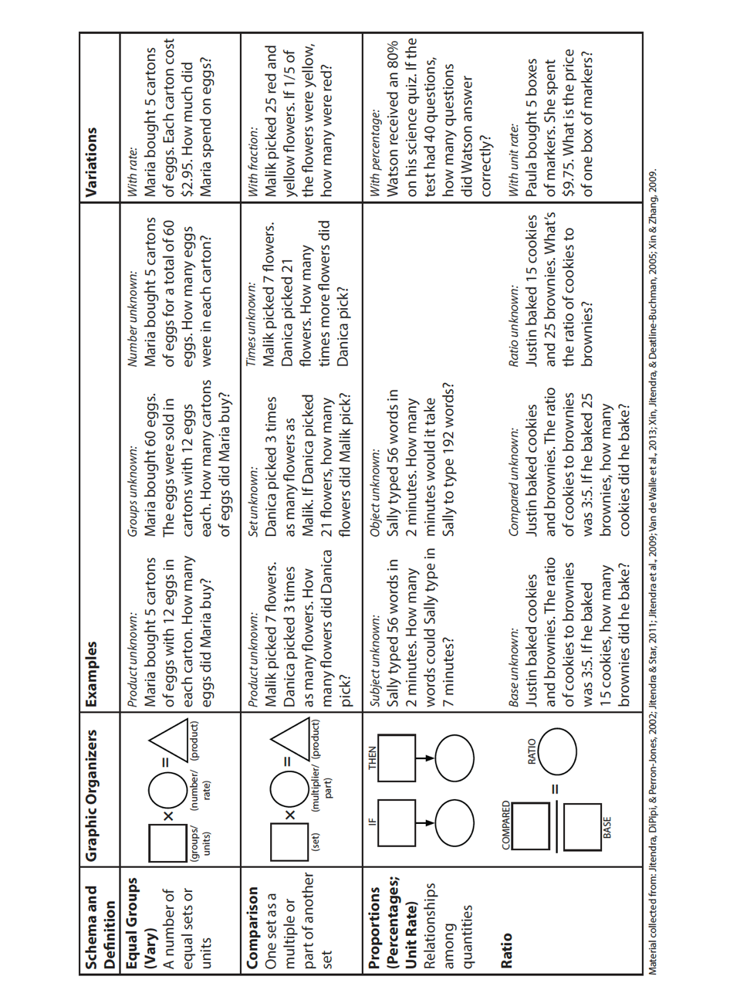 Schema and
Definition
Graphic Organizers
Examples
Variations
Equal Groups
(Vary)
A number of
equal sets or
units
×
=
(groups/
units)
(number/
rate)
(product)
Product unknown:
Maria bought 5 cartons
of eggs with 12 eggs in
each carton. How many
eggs did Maria buy?
Groups unknown:
Maria bought 60 eggs.
The eggs were sold in
cartons with 12 eggs
each. How many cartons
of eggs did Maria buy?
Number unknown:
Maria bought 5 cartons
of eggs for a total of 60
eggs. How many eggs
were in each carton?
With rate:
Maria bought 5 cartons
of eggs. Each carton cost
$2.95. How much did
Maria spend on eggs?
Comparison
One set as a
multiple or
part of another
set
×
=
(set)
(multiplier/
part)
(product)
Product unknown:
Malik picked 7 flowers.
Danica picked 3 times
as many flowers. How
many flowers did Danica
pick?
Set unknown:
Danica picked 3 times
as many flowers as
Malik. If Danica picked
21 flowers, how many
flowers did Malik pick?
Times unknown:
Malik picked 7 flowers.
Danica picked 21
flowers. How many
times more flowers did
Danica pick?
With fraction:
Malik picked 25 red and
yellow flowers. If 1/5 of
the flowers were yellow,
how many were red?
Proportions
(Percentages;
Unit Rate)
Relationships
among
quantities
IF
THEN
Subject unknown:
Sally typed 56 words in
2 minutes. How many
words could Sally type in
7 minutes?
Object unknown:
Sally typed 56 words in
2 minutes. How many
minutes would it take
Sally to type 192 words?
With percentage:
Watson received an 80%
on his science quiz. If the
test had 40 questions,
how many questions
did Watson answer
correctly?
Ratio
COMPARED
BASE
=
RATIO
Base unknown:
Justin baked cookies
and brownies. The ratio
of cookies to brownies
was 3:5. If he baked
15 cookies, how many
brownies did he bake?
Compared unknown:
Justin baked cookies
and brownies. The ratio
of cookies to brownies
was 3:5. If he baked 25
brownies, how many
cookies did he bake?
Ratio unknown:
Justin baked 15 cookies
and 25 brownies. What's
the ratio of cookies to
brownies?
With unit rate:
Paula bought 5 boxes
of markers. She spent
$9.75. What is the price
of one box of markers?
Material collected from: Jitendra, DiPipi, & Perron-Jones, 2002; Jitendra & Star, 2011; Jitendra et al., 2009; Van de Walle et al., 2013; Xin, Jitendra, & Deatline-Buchman, 2005; Xin & Zhang, 2009.